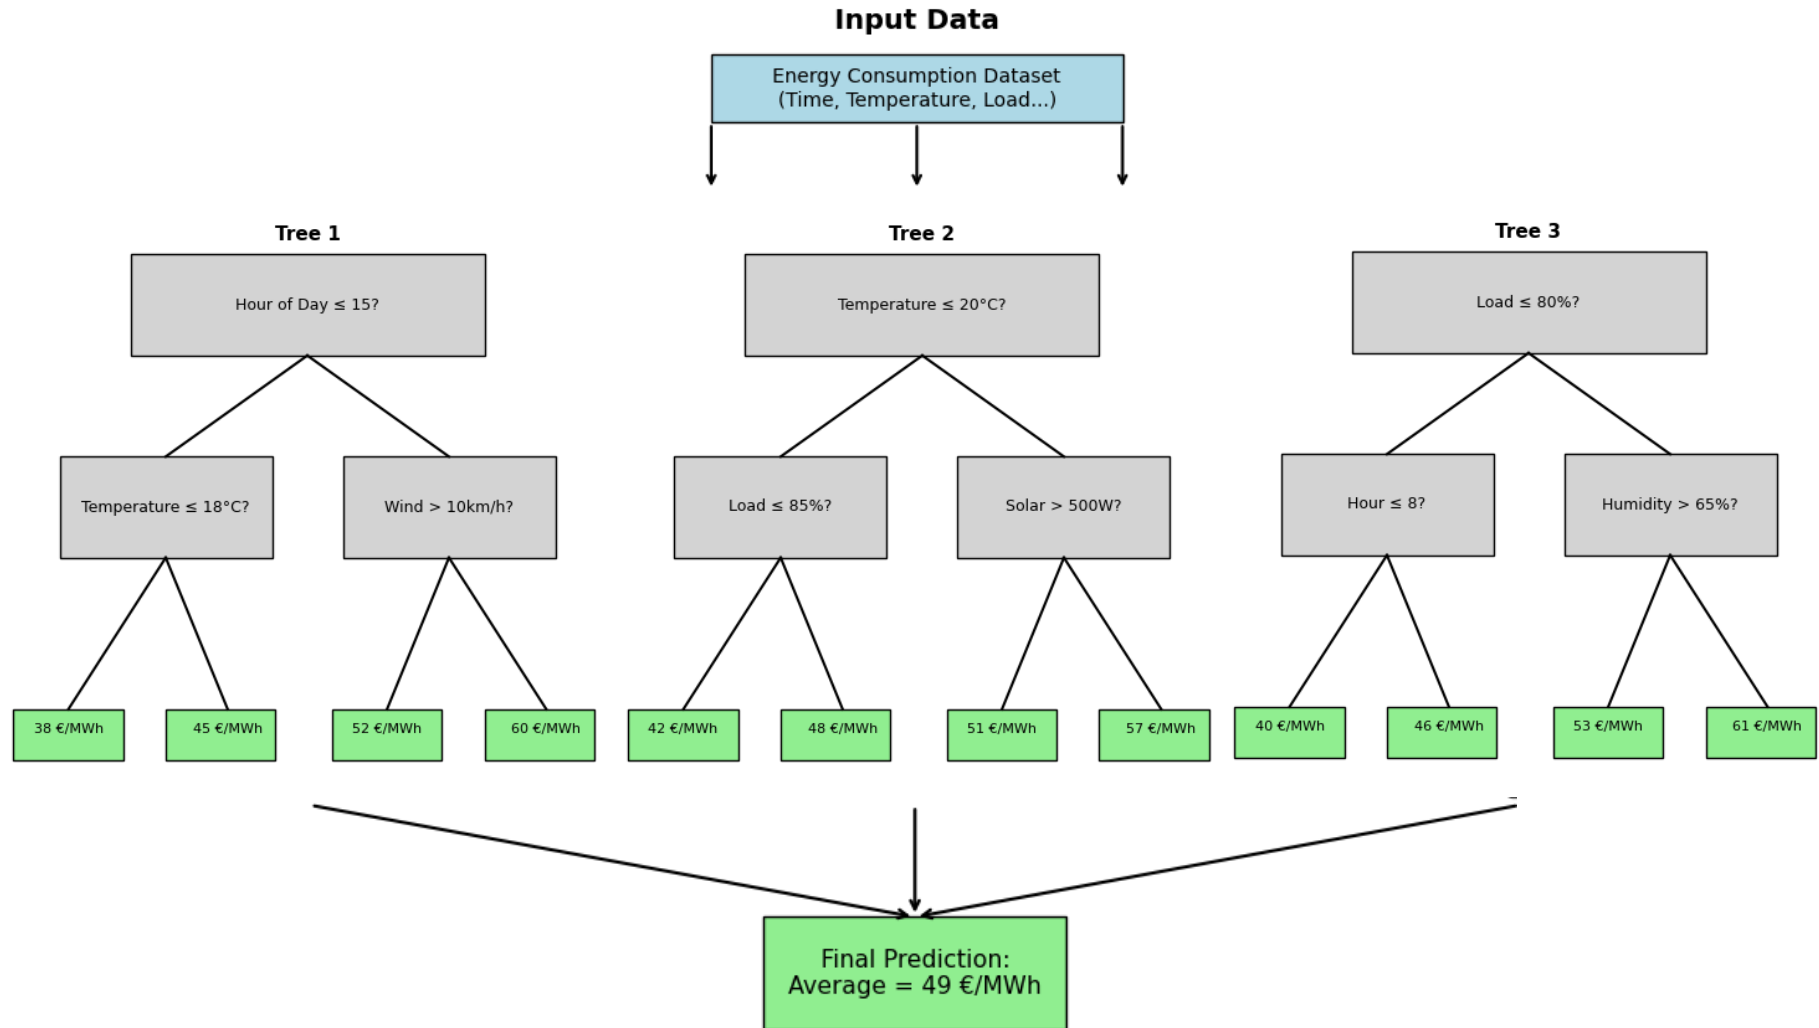 Input Data
Energy Consumption Dataset
(Time, Temperature, Load...)
Tree 1
Tree 2
Tree 3
Hour of Day ≤ 15?
Temperature ≤ 20°C?
Load ≤ 80%?
Temperature ≤ 18°C?
Wind > 10km/h?
Load ≤ 85%?
Solar > 500W?
Hour ≤ 8?
Humidity > 65%?
38 €/MWh
45 €/MWh
52 €/MWh
60 €/MWh
42 €/MWh
48 €/MWh
51 €/MWh
57 €/MWh
40 €/MWh
46 €/MWh
53 €/MWh
61 €/MWh
Final Prediction:
Average = 49 €/MWh